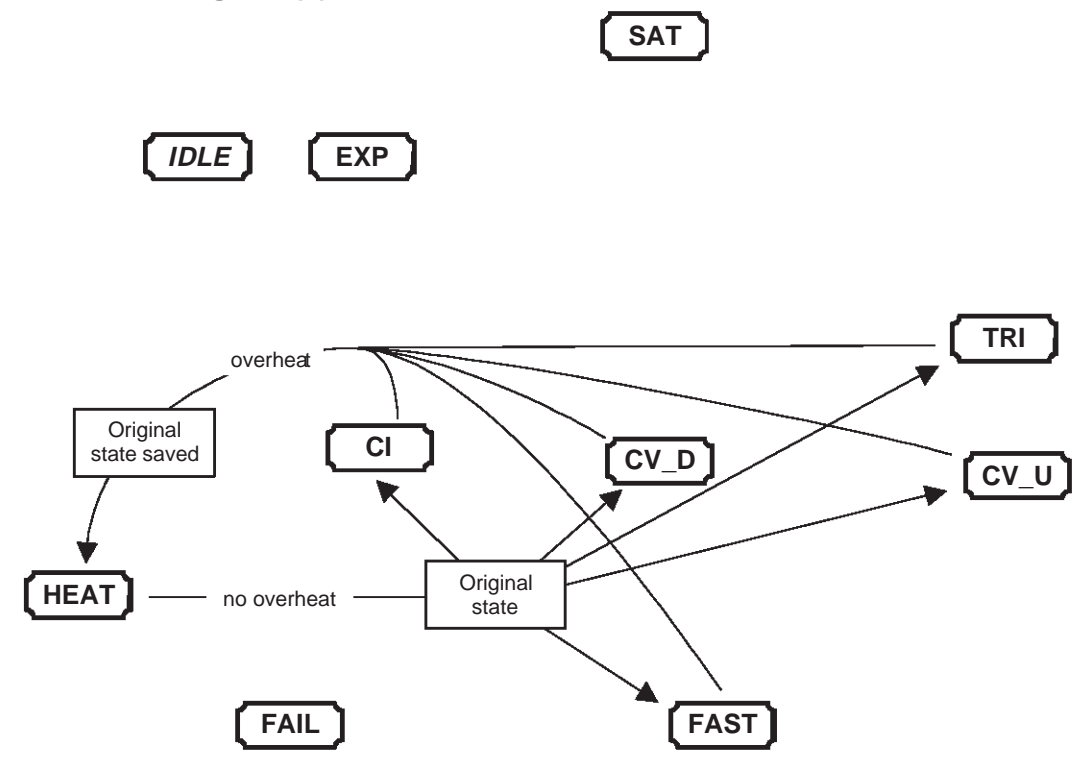 SAT
IDLE EXP
TRI
overheat
Original
state saved
CI
CV_D
CV_U
HEAT
no overheat
Original
state
FAIL
FAST